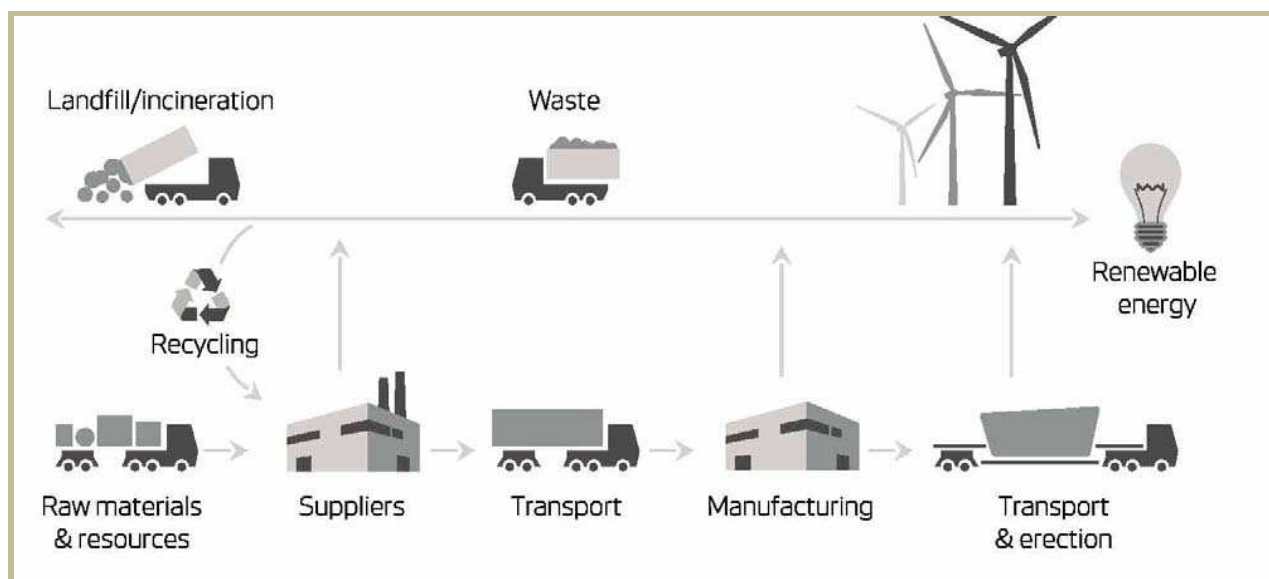 Landfill/incineration
Waste
Renewable
energy
Recycling
Raw materials
& resources
Suppliers
Transport
Manufacturing
Transport
& erection